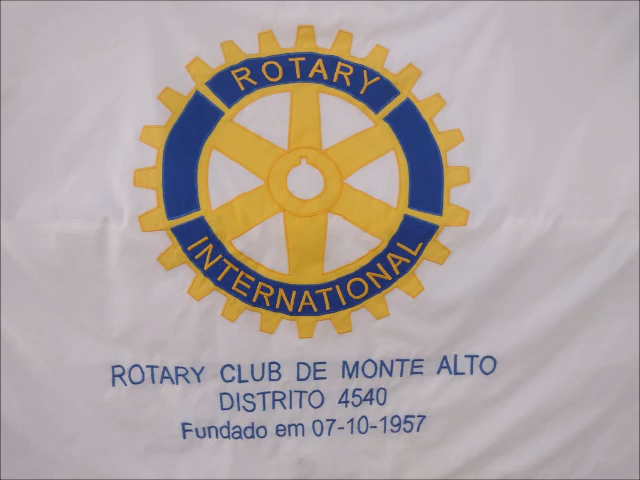 ROTARY
INTERNATIONAL
ROTARY CLUB DE MONTE ALTO
DISTRITO 4540
Fundado em 07-10-1957